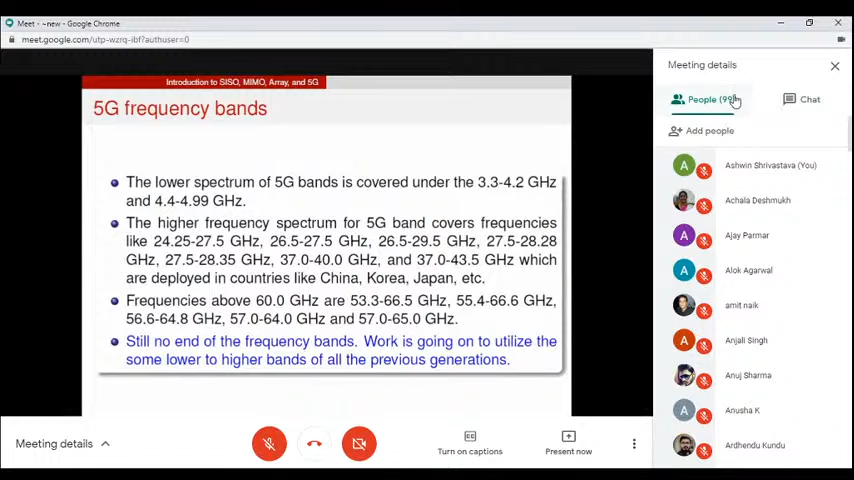 Meet - ~new - Google Chrome
meet.google.com/utp-wzrq-ibf?authuser=0
Introduction to SISO, MIMO, Array, and 5G
5G frequency bands
The lower spectrum of 5G bands is covered under the 3.3-4.2 GHz
and 4.4-4.99 GHz.
The higher frequency spectrum for 5G band covers frequencies
like 24.25-27.5 GHz, 26.5-27.5 GHz, 26.5-29.5 GHz, 27.5-28.28
GHz, 27.5-28.35 GHz, 37.0-40.0 GHz, and 37.0-43.5 GHz which
are deployed in countries like China, Korea, Japan, etc.
Frequencies above 60.0 GHz are 53.3-66.5 GHz, 55.4-66.6 GHz,
56.6-64.8 GHz, 57.0-64.0 GHz and 57.0-65.0 GHz.
Still no end of the frequency bands. Work is going on to utilize the
some lower to higher bands of all the previous generations.
Meeting details
People (99)
Chat
Add people
A Ashwin Shrivastava (You)
Achala Deshmukh
A Ajay Parmar
A Alok Agarwal
amit naik
A Anjali Singh
Anuj Sharma
A Anusha K
Ardhendu Kundu
Meeting details
Turn on captions
Present now